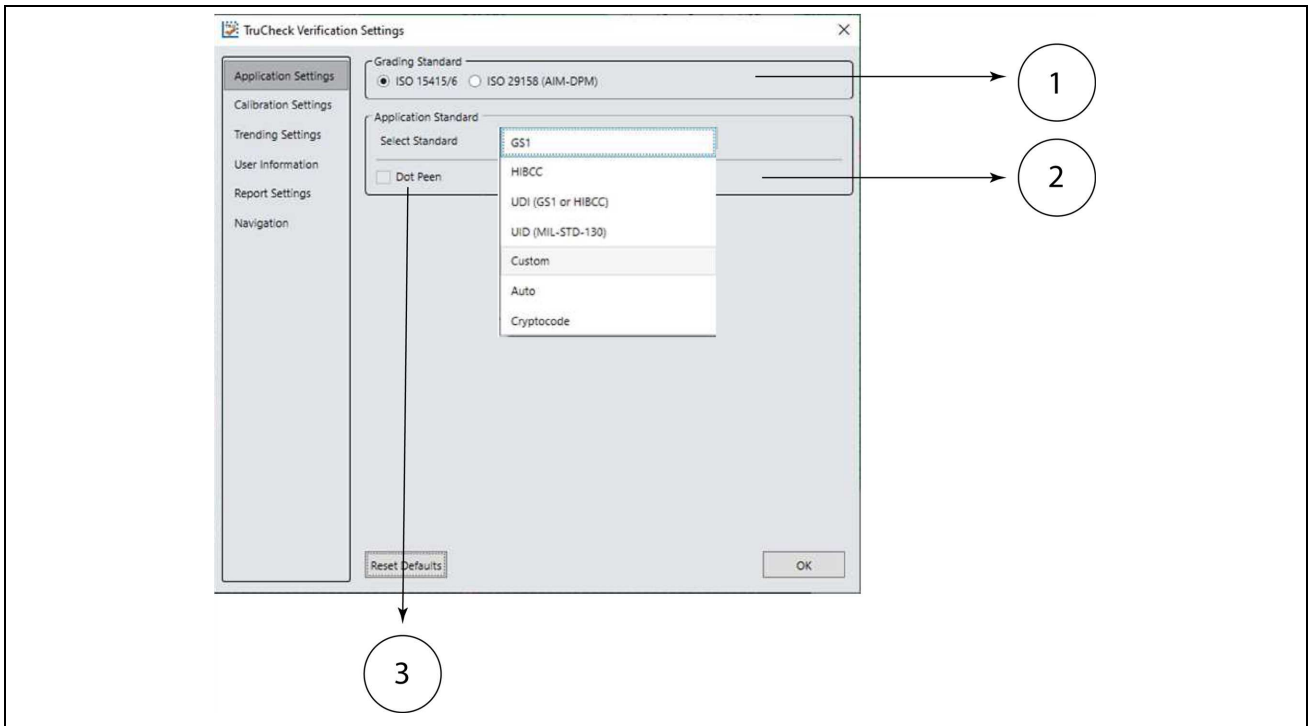 TruCheck Verification Settings
Application Settings
Calibration Settings
Trending Settings
User Information
Report Settings
Navigation
Grading Standard
ISO 15415/6 ISO 29158 (AIM-DPM)
Application Standard
Select Standard
GS1
HIBCC
UDI (GS1 or HIBCC)
UID (MIL-STD-130)
Custom
Auto
Cryptocode
Dot Peen
Reset Defaults
OK
1
2
3